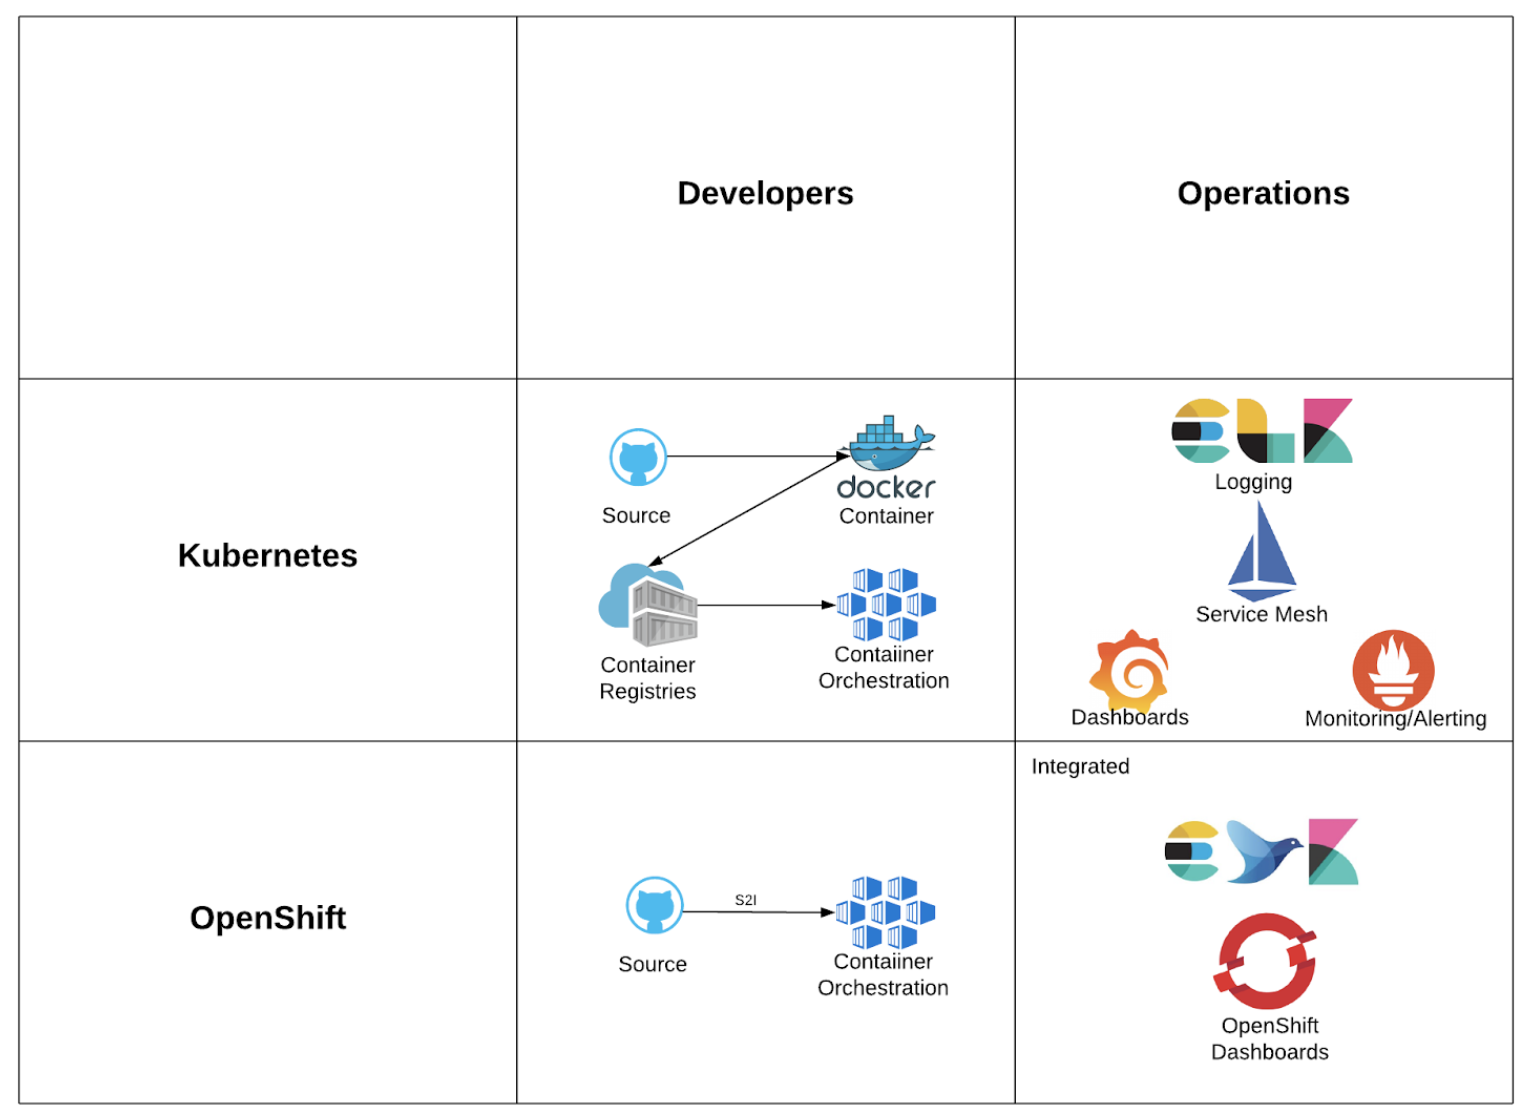 Developers
Operations
Kubernetes
Source
docker
Container
Container
Registries
Contaiiner
Orchestration
ELK
Logging
Service Mesh
Dashboards
Monitoring/Alerting
OpenShift
Source
S2I
Contaiiner
Orchestration
Integrated
E K
OpenShift
Dashboards